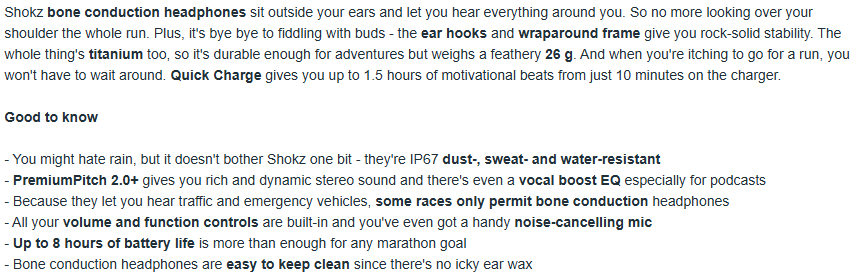 Shokz bone conduction headphones sit outside your ears and let you hear everything around you. So no more looking over your
shoulder the whole run. Plus, it's bye bye to fiddling with buds - the ear hooks and wraparound frame give you rock-solid stability. The
whole thing's titanium too, so it's durable enough for adventures but weighs a feathery 26 g. And when you're itching to go for a run, you
won't have to wait around. Quick Charge gives you up to 1.5 hours of motivational beats from just 10 minutes on the charger.
Good to know
- You might hate rain, but it doesn't bother Shokz one bit - they're IP67 dust-, sweat- and water-resistant
- PremiumPitch 2.0+ gives you rich and dynamic stereo sound and there's even a vocal boost EQ especially for podcasts
- Because they let you hear traffic and emergency vehicles, some races only permit bone conduction headphones
- All your volume and function controls are built-in and you've even got a handy noise-cancelling mic
- Up to 8 hours of battery life is more than enough for any marathon goal
- Bone conduction headphones are easy to keep clean since there's no icky ear wax